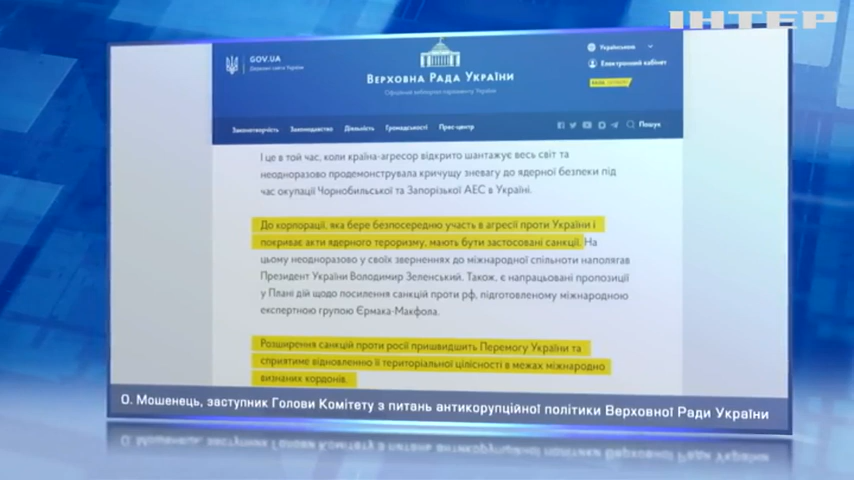 ІНТЕР
GOV.UA
Державні сайти України
ВЕРХОВНА РАДА УКРАЇНИ
Офіційний вебпортал парламенту України
Українською
Електронний кабінет
Законотворчість Законодавство Діяльність Громадськості Прес-центр
Пошук
І це в той час, коли країна-агресор відкрито шантажує весь світ та
неодноразово продемонструвала кричущу зневагу до ядерної безпеки під
час окупації Чорнобильської та Запорізької АЕС в Україні.
До корпорації, яка бере безпосередню участь в агресії проти України і
покриває акти ядерного тероризму, мають бути застосовані санкції. На
цьому неодноразово у своїх зверненнях до міжнародної спільноти наполягав
Президент України Володимир Зеленський. Також, є напрацьовані пропозиції
у Плані дій щодо посилення санкцій проти рф, підготовленому міжнародною
експертною групою Єрмака-Макфола.
Розширення санкцій проти росії пришвидшить Перемогу України та
сприятиме відновленню її територіальної цілісності в межах міжнародно
визнаних кордонів.
О. Мошенець, заступник Голови Комітету з питань антикорупційної політики Верховної Ради України